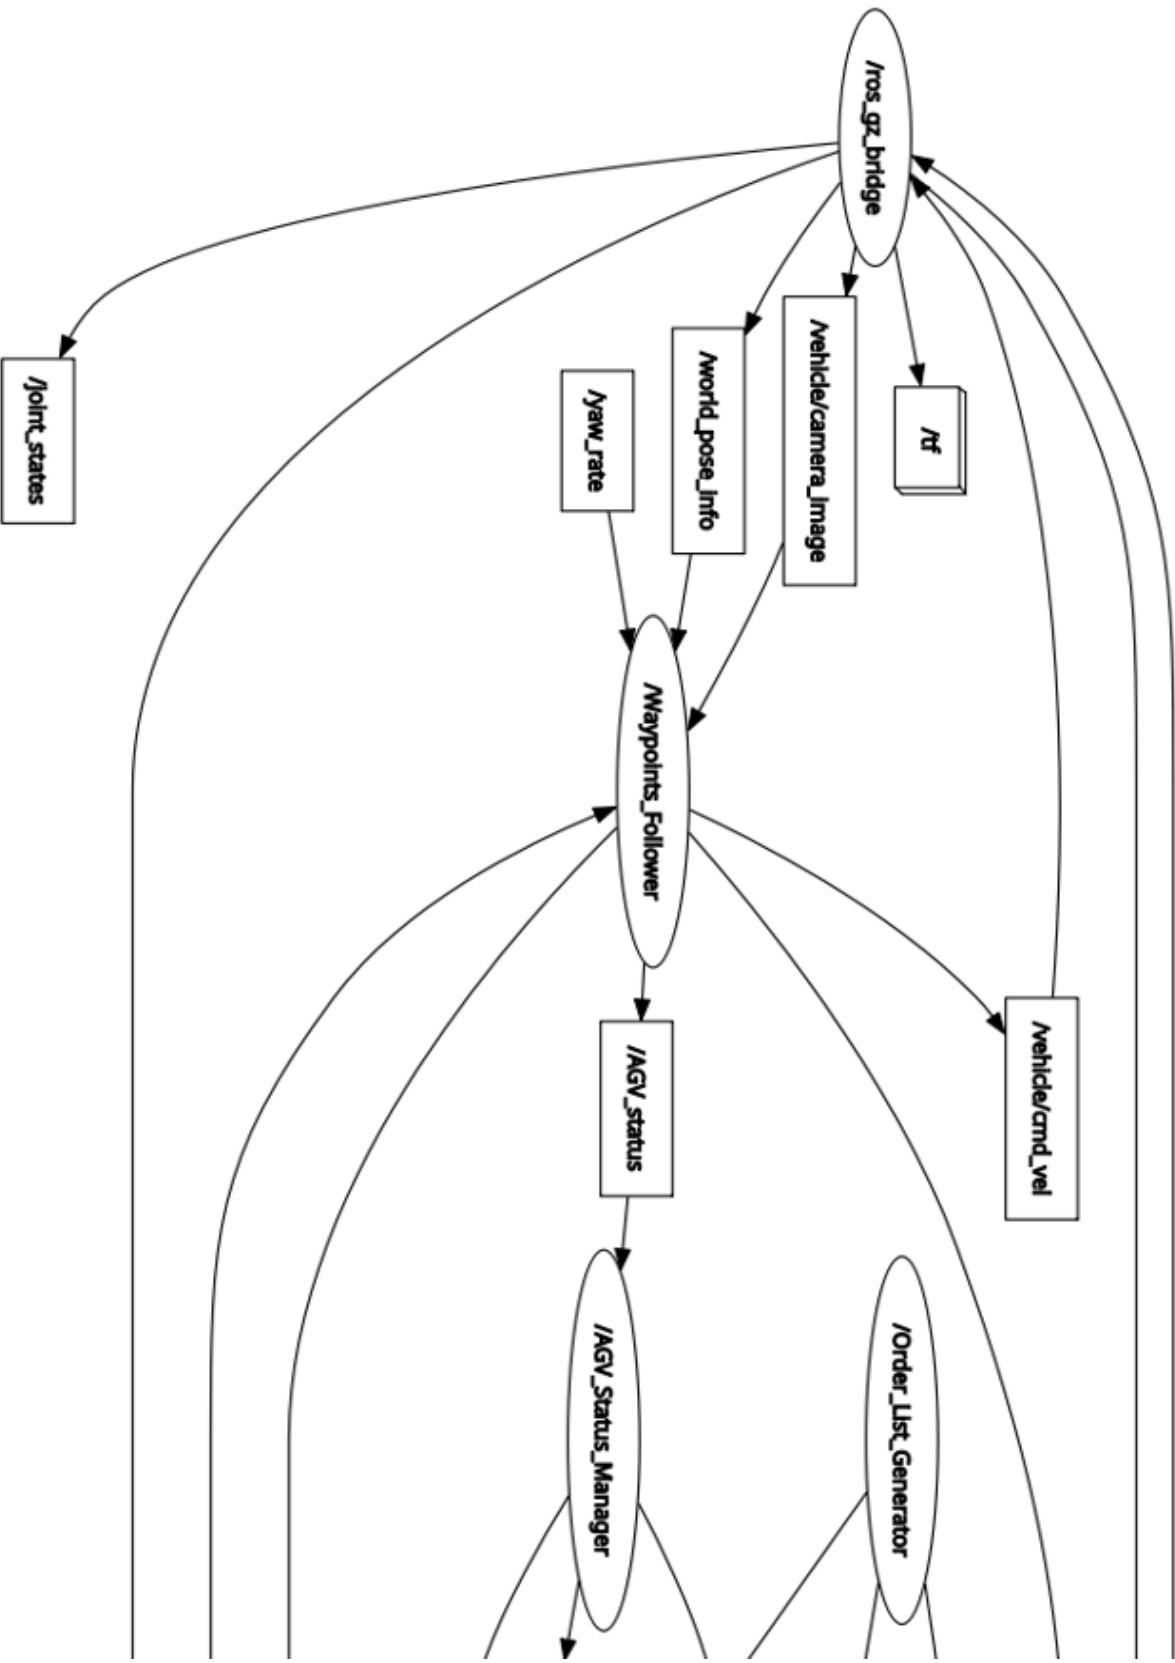 /ros_gz_bridge
/joint_states
/yaw_rate
/world_pose_info
/vehicle/camera_image
/tf
/Waypoints_Follower
/vehicle/cmd_vel
/AGV_status
/AGV_Status_Manager
/Order_List_Generator